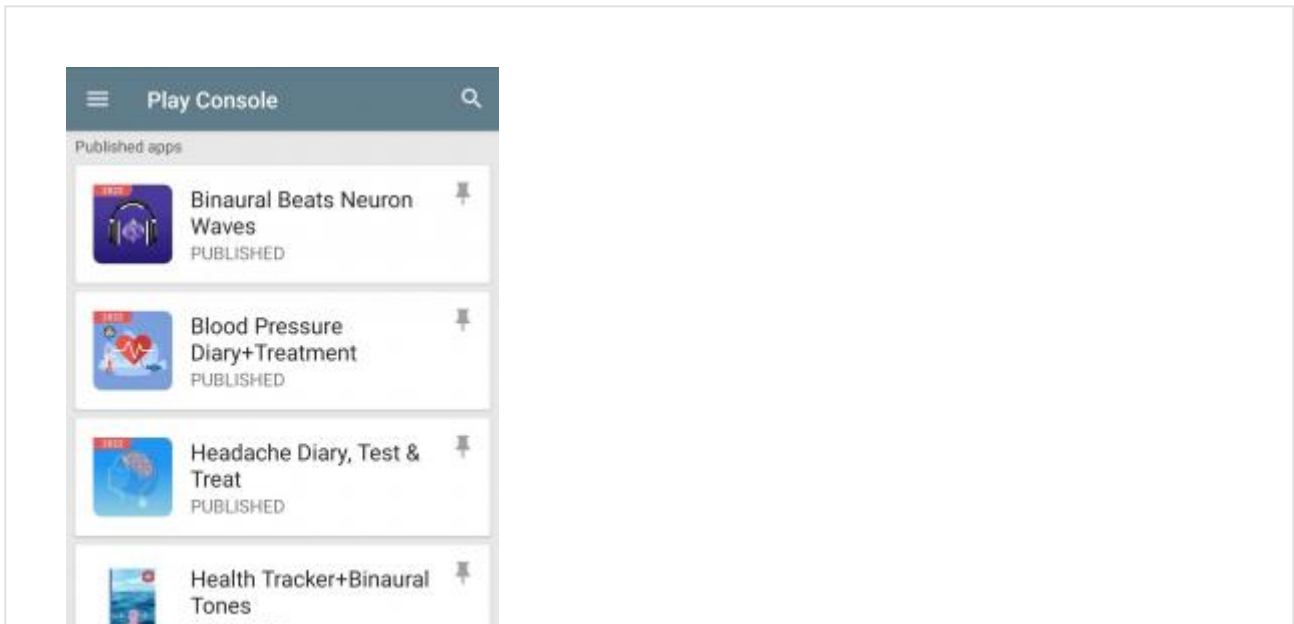 Play Console
Published apps
Binaural Beats Neuron
Waves
PUBLISHED
Blood Pressure
Diary+Treatment
PUBLISHED
Headache Diary, Test &
Treat
PUBLISHED
Health Tracker+Binaural
Tones